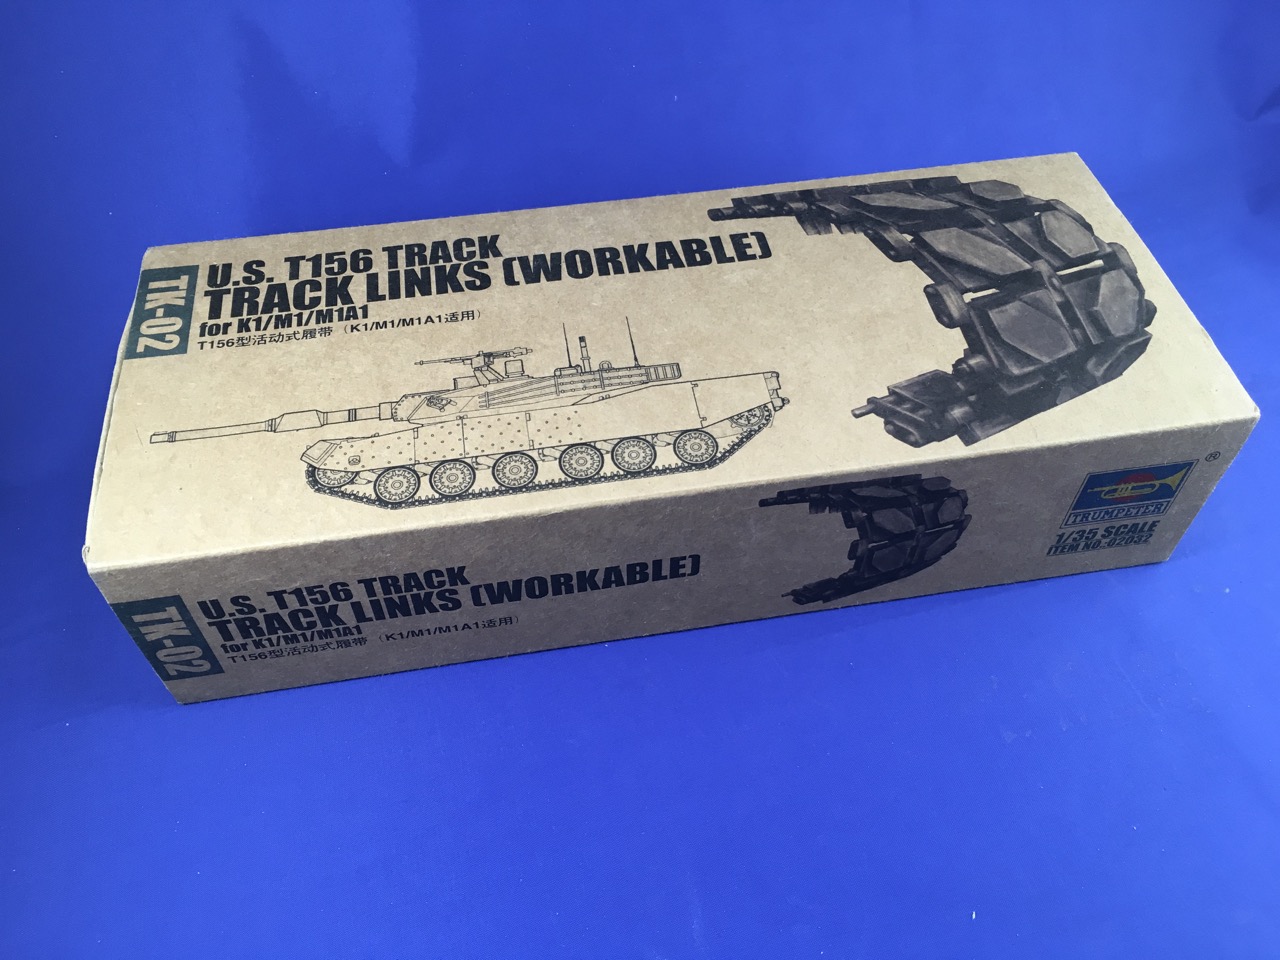 TK-02
U.S. T156 TRACK
TRACK LINKS (WORKABLE)
for K1/M1/M1A1
T156型活动式履带（K1/M1/M1A1适用）
TK-02
U.S. T156 TRACK
TRACK LINKS (WORKABLE)
for K1/M1/M1A1
T156型活动式履带（K1/M1/M1A1适用）
®
TRUMPETER
1/35 SCALE
ITEM NO. 02032